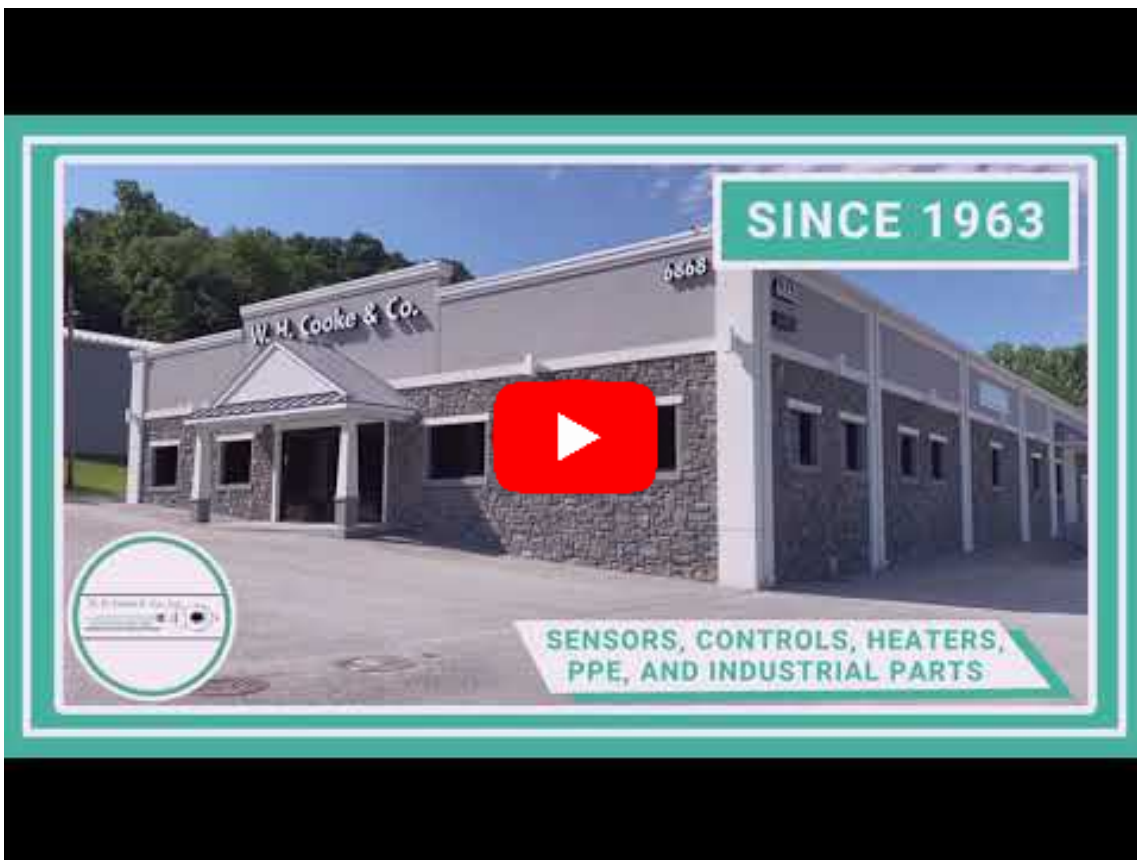 SINCE 1963
6868
W. H. Cooke & Co.
SENSORS, CONTROLS, HEATERS,
PPE, AND INDUSTRIAL PARTS